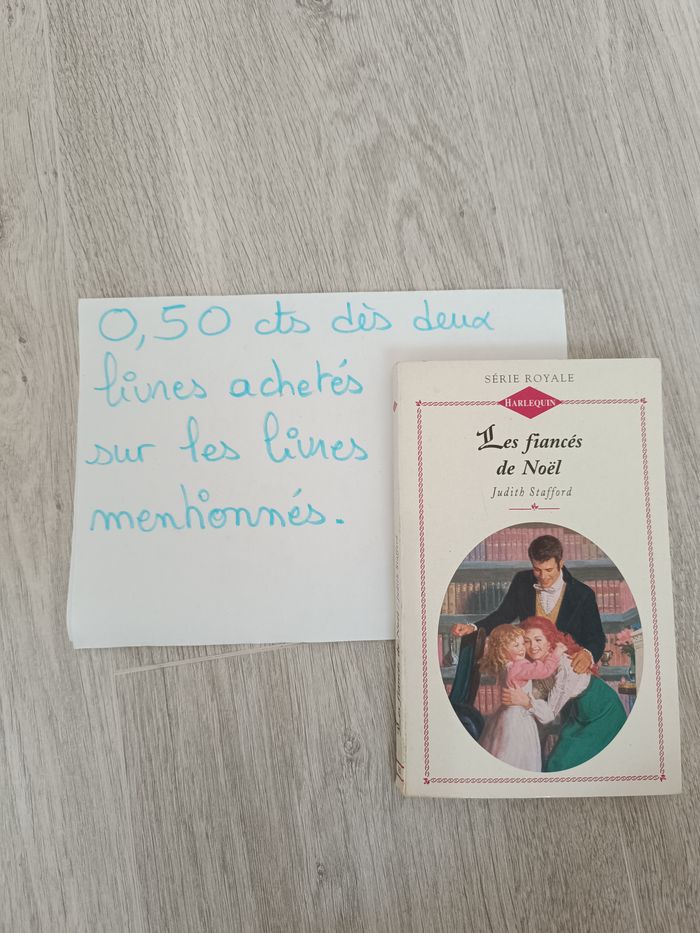 0,50 cts dès deux
livres achetés
sur les livres
mentionnés.
SÉRIE ROYALE
HARLEQUIN
Les fiancés
de Noël
Judith Stafford